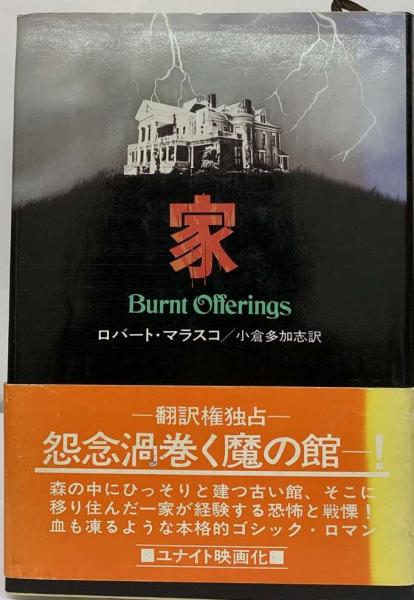 家
Burnt Offerings
ロバート・マラスコ／小倉多加志訳
―翻訳権独占―
怨念渦巻く魔の館―!
森の中にひっそりと建つ古い館、そこに
移り住んだ一家が経験する恐怖と戦慄!
血も凍るような本格的ゴシック・ロマン
■ユナイト映画化■